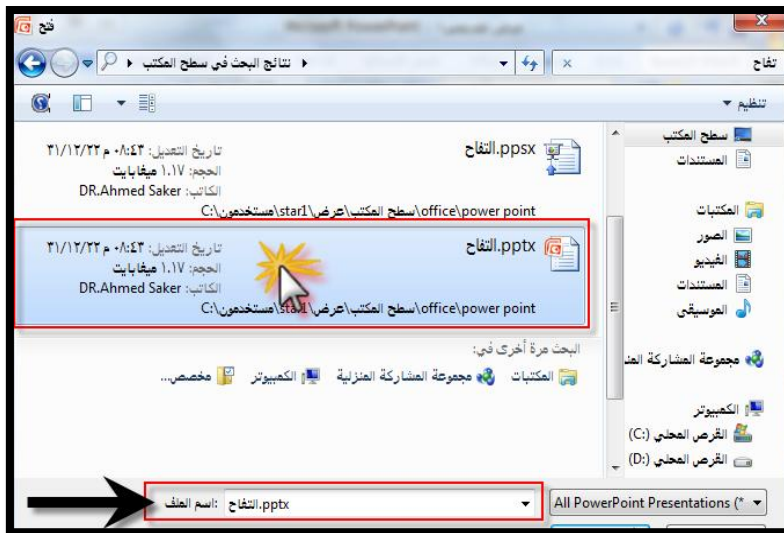 فتح
نتائج البحث في سطح المكتب
تفاح
تنظيم
سطح المكتب
المستندات
المكتبات
الصور
الفيديو
المستندات
الموسيقى
مجموعة المشاركة المنز
الكمبيوتر
القرص المحلي (C:)
القرص المحلي (D:)
التفاح.ppsx
تاريخ التعديل: ٠٨:٤٣ م ٣١/١٢/٢٢
الحجم: ١.١٧ ميغابايت
الكاتب: DR.Ahmed Saker
C:\مستخدمون\star1\سطح المكتب\عرض\office\power point
التفاح.pptx
تاريخ التعديل: ٠٨:٤٣ م ٣١/١٢/٢٢
الحجم: ١.١٧ ميغابايت
الكاتب: DR.Ahmed Saker
C:\مستخدمون\star1\سطح المكتب\عرض\office\power point
البحث مرة أخرى في:
المكتبات مجموعة المشاركة المنزلية الكمبيوتر مخصص...
اسم الملف: التفاح.pptx
All PowerPoint Presentations (*